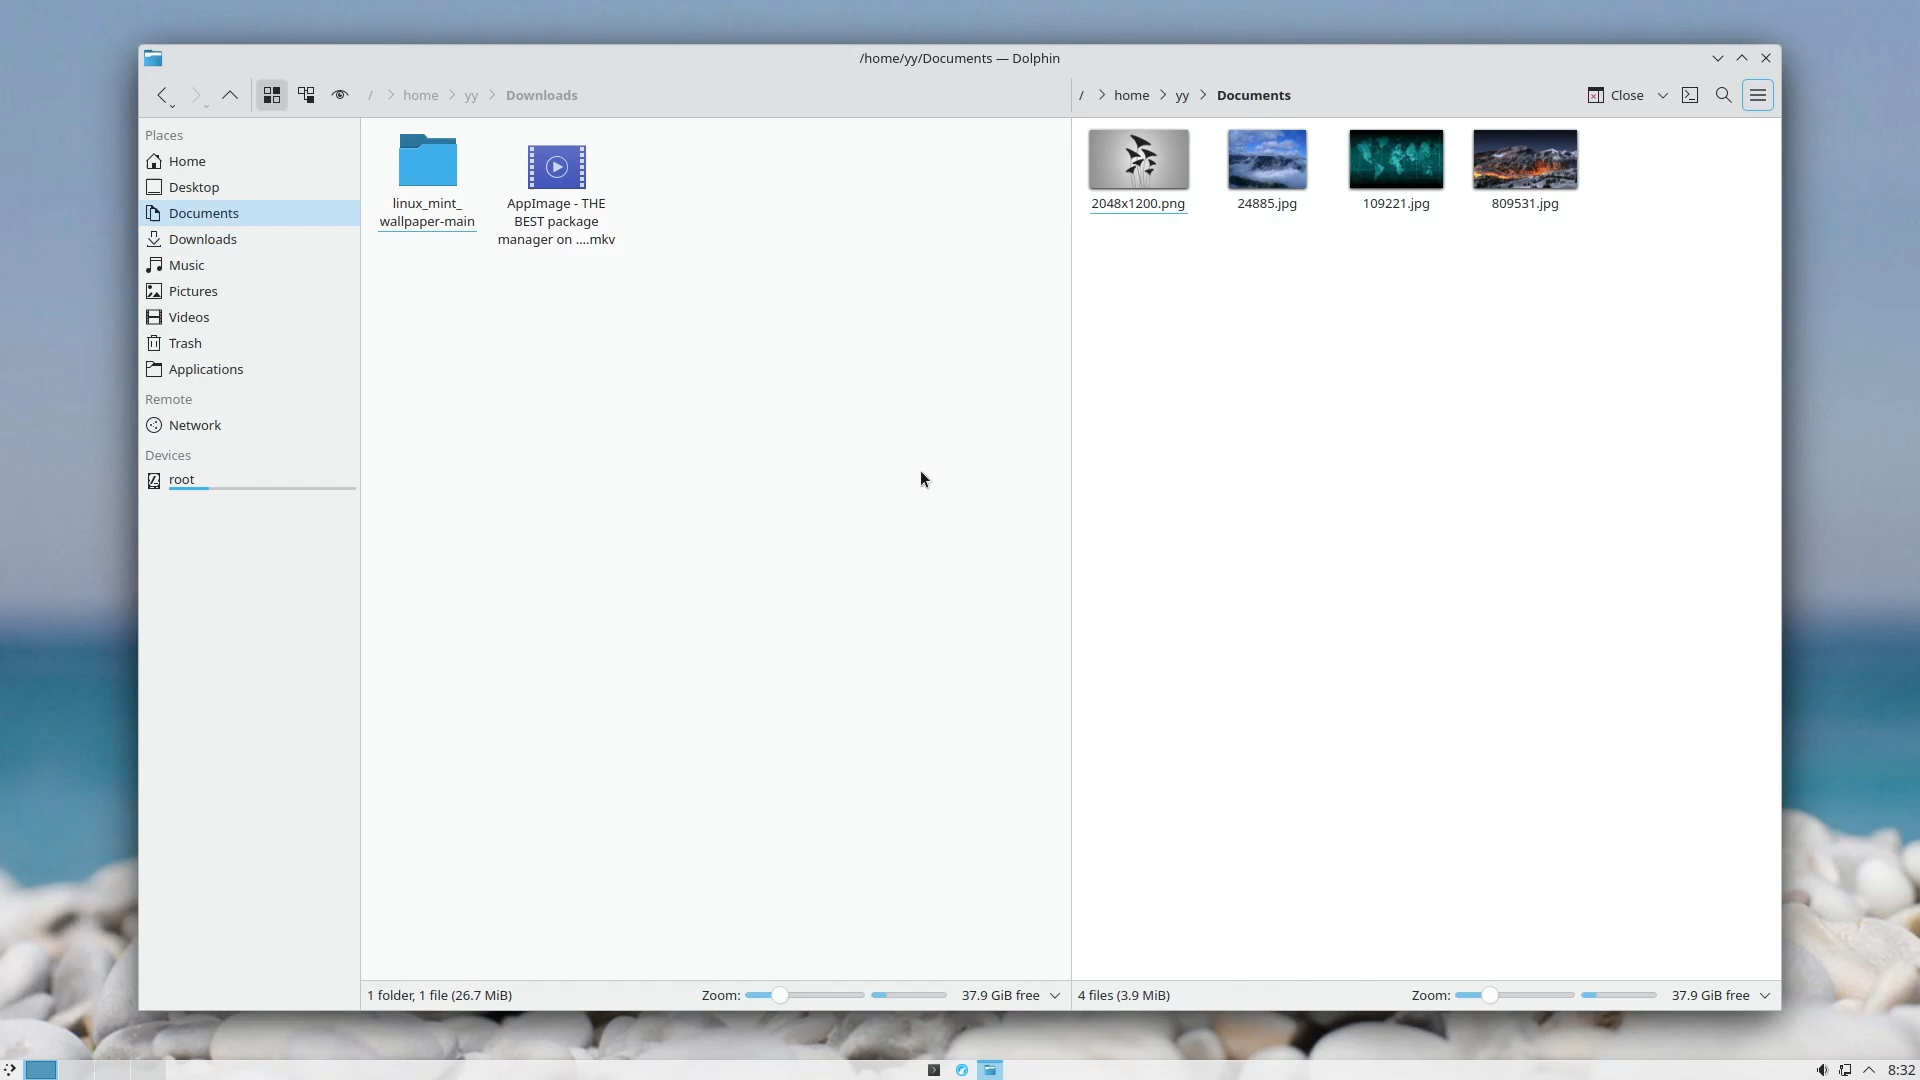 /home/yy/Documents — Dolphin
/ home yy Downloads
/ home yy Documents
Close
Places
Home
Desktop
Documents
Downloads
Music
Pictures
Videos
Trash
Applications
Remote
Network
Devices
root
linux_mint_
wallpaper-main
AppImage - THE
BEST package
manager on ....mkv
2048x1200.png
24885.jpg
109221.jpg
809531.jpg
1 folder, 1 file (26.7 MiB)
Zoom:
37.9 GiB free
4 files (3.9 MiB)
Zoom:
37.9 GiB free
8:32